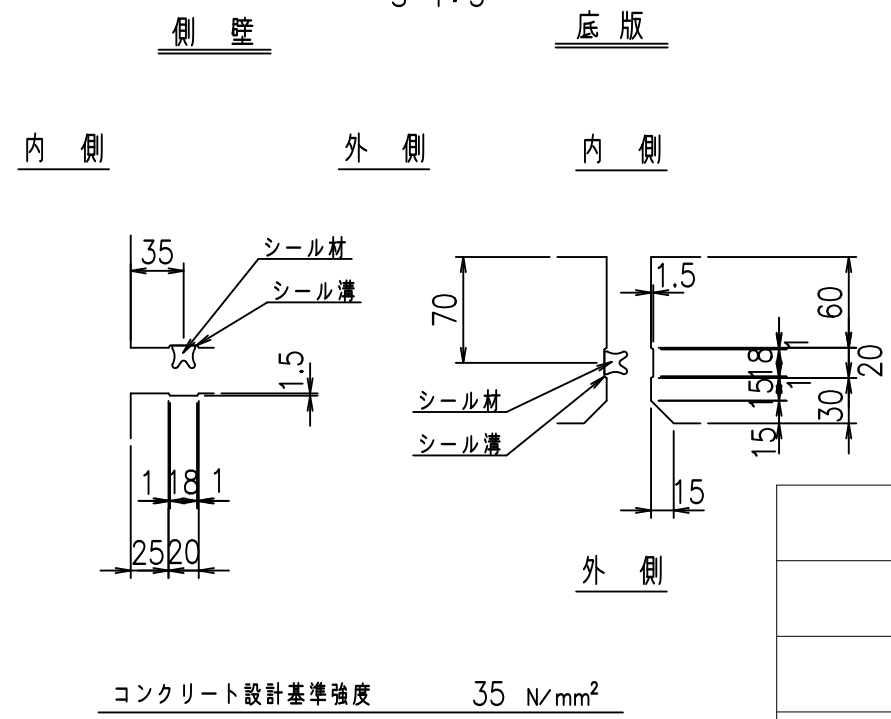 側 壁
底 版
内 側
外 側
内 側
35
シール材
シール溝
1.5
1 18 1
25 20
70
1.5
60
1
18
20
1
15
30
15
シール材
シール溝
15
外 側
コンクリート設計基準強度 35 N/mm²